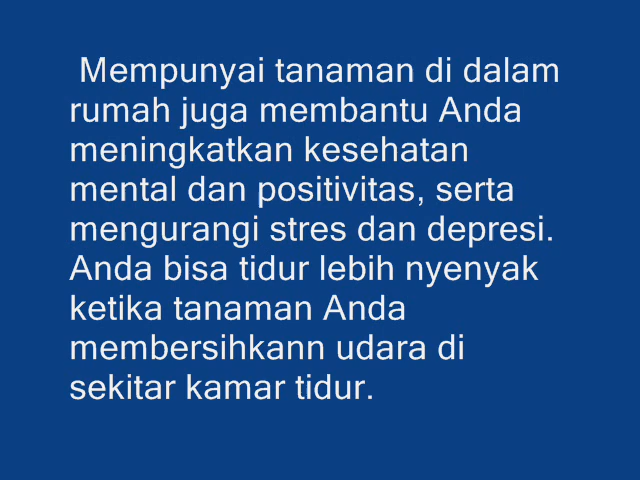 Mempunyai tanaman di dalam
rumah juga membantu Anda
meningkatkan kesehatan
mental dan positivitas, serta
mengurangi stres dan depresi.
Anda bisa tidur lebih nyenyak
ketika tanaman Anda
membersihkann udara di
sekitar kamar tidur.